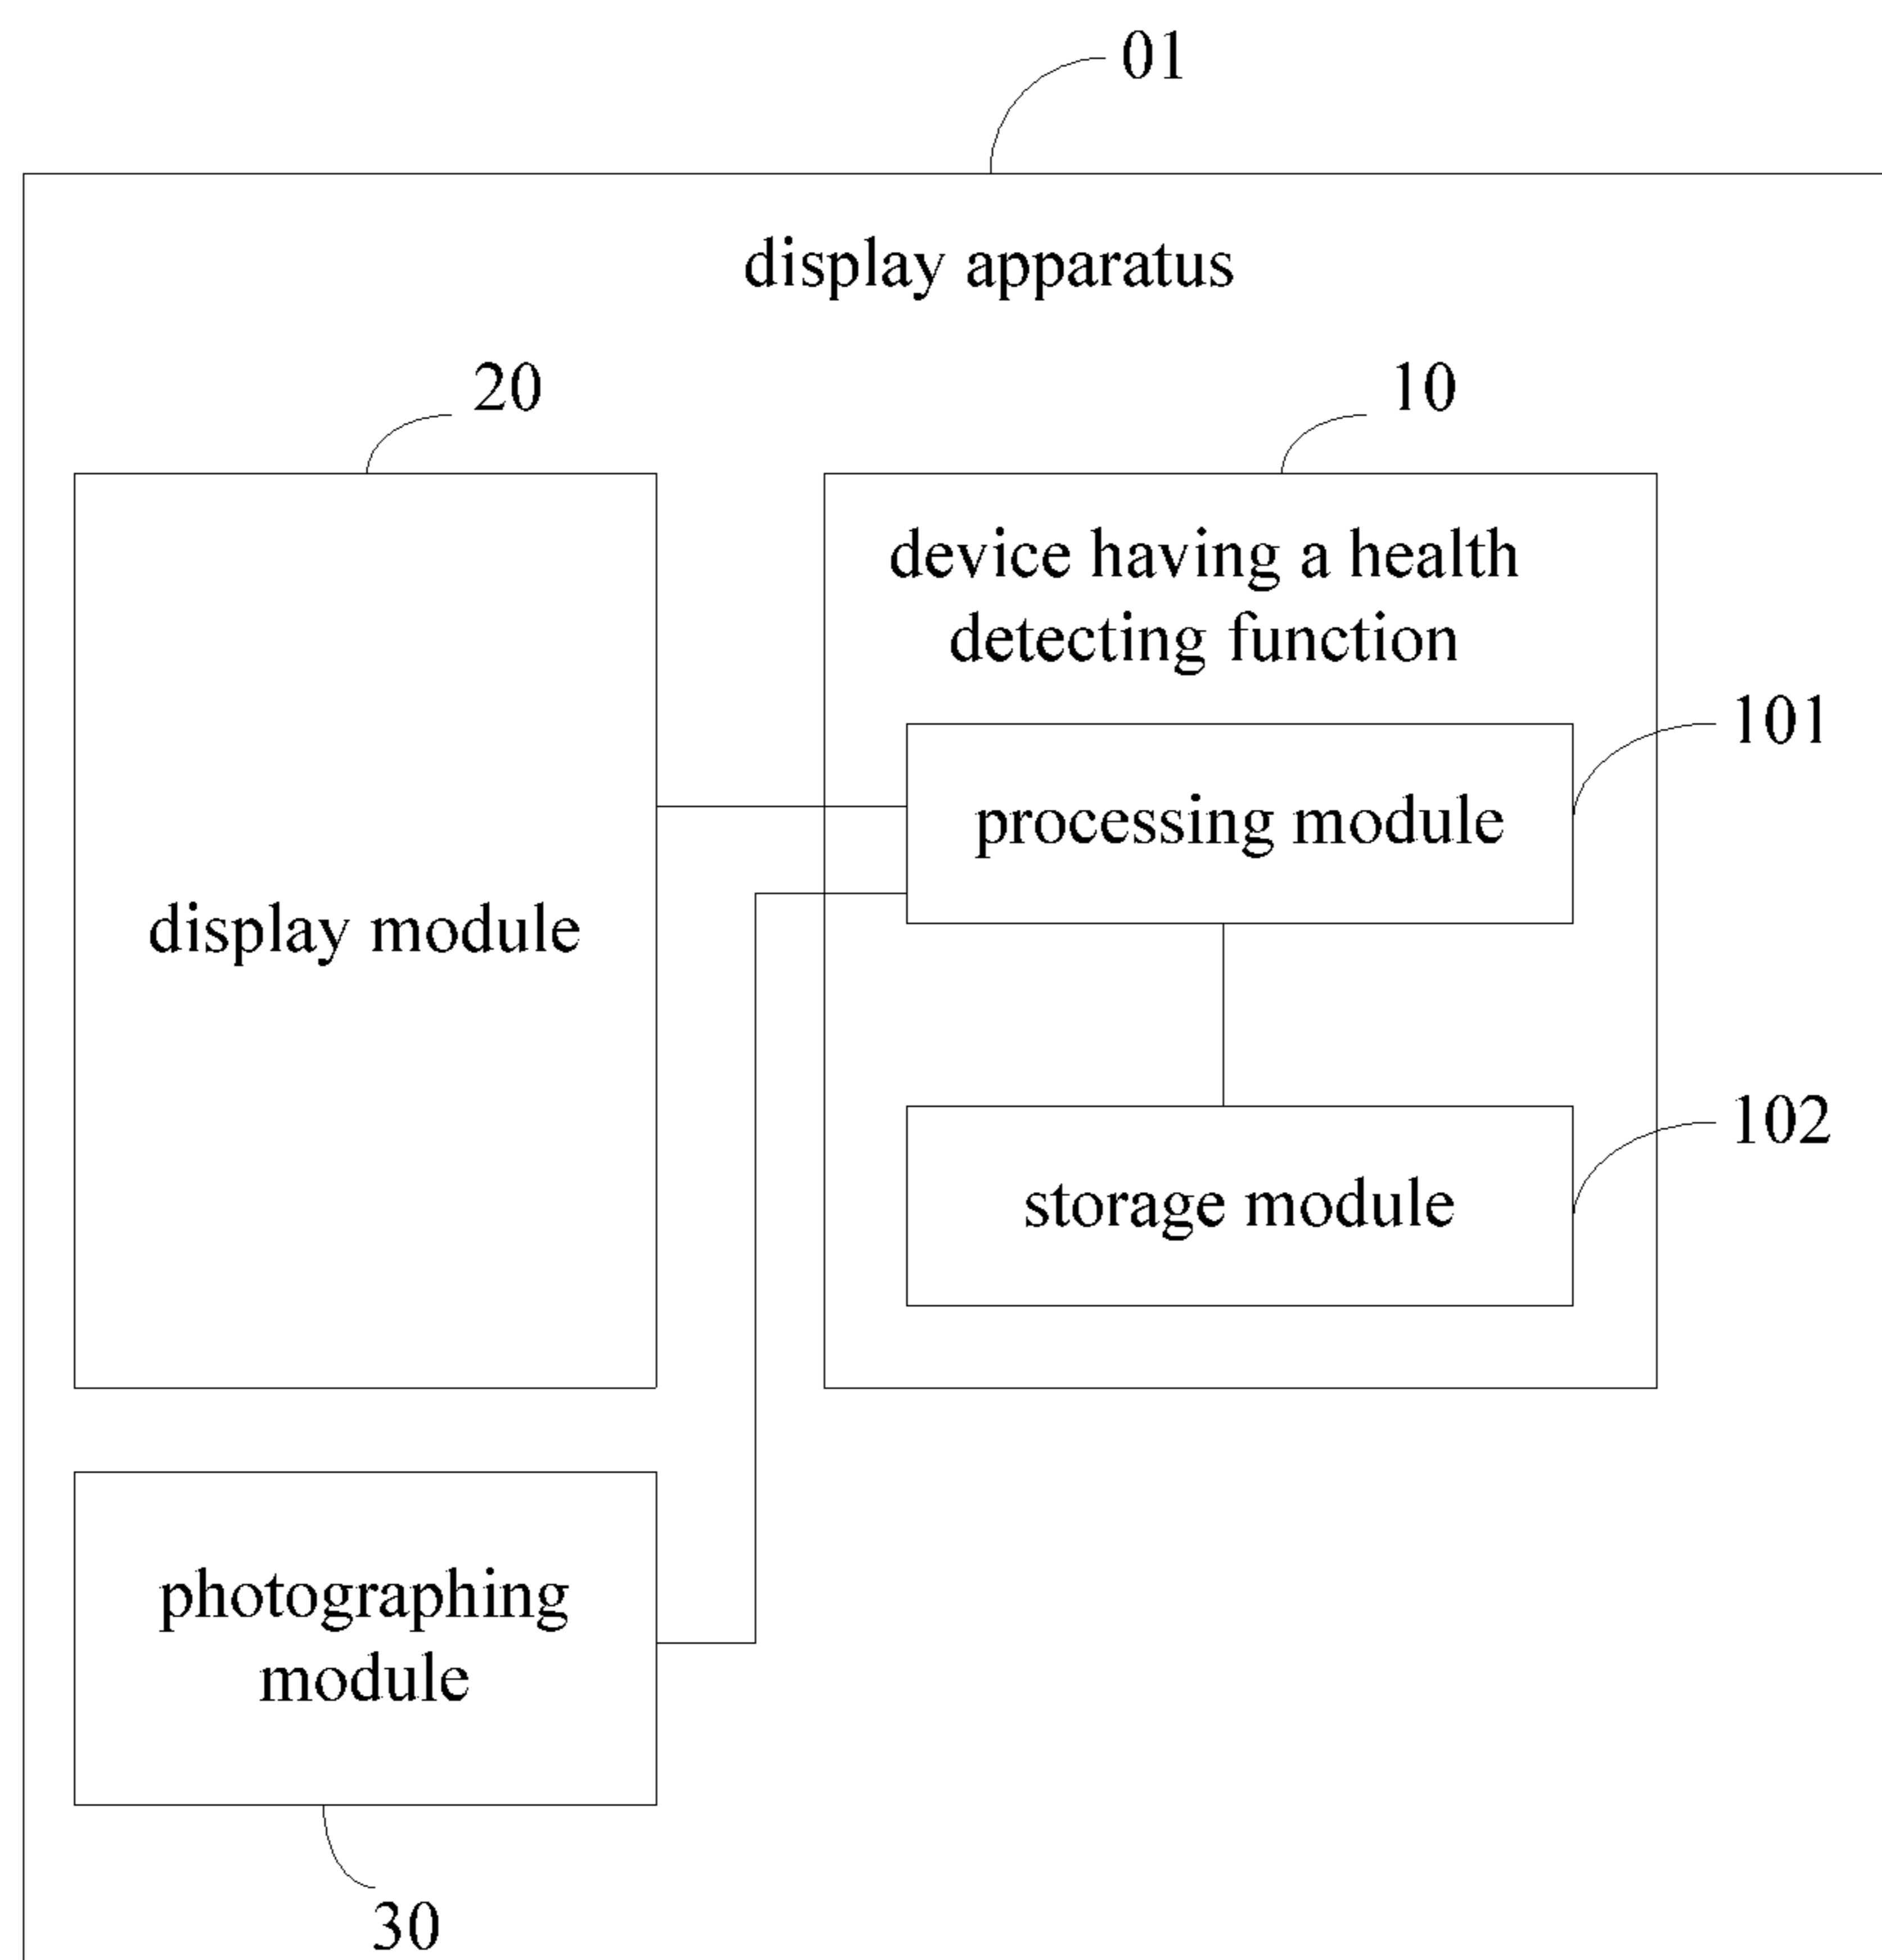 01
display apparatus
20
10
device having a health
detecting function
101
processing module
display module
102
storage module
photographing
module
30